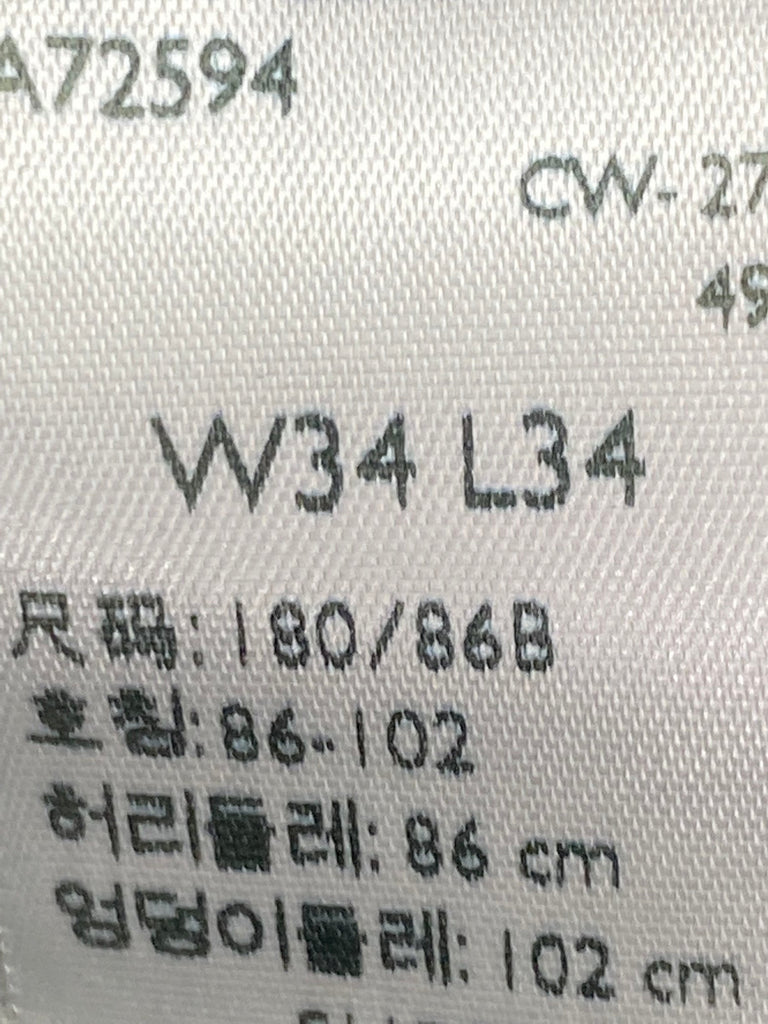 A72594
CW- 27
49
W34 L34
尺 码: 180/86B
호칭: 86-102
허리둘레: 86 cm
엉덩이둘레: 102 cm